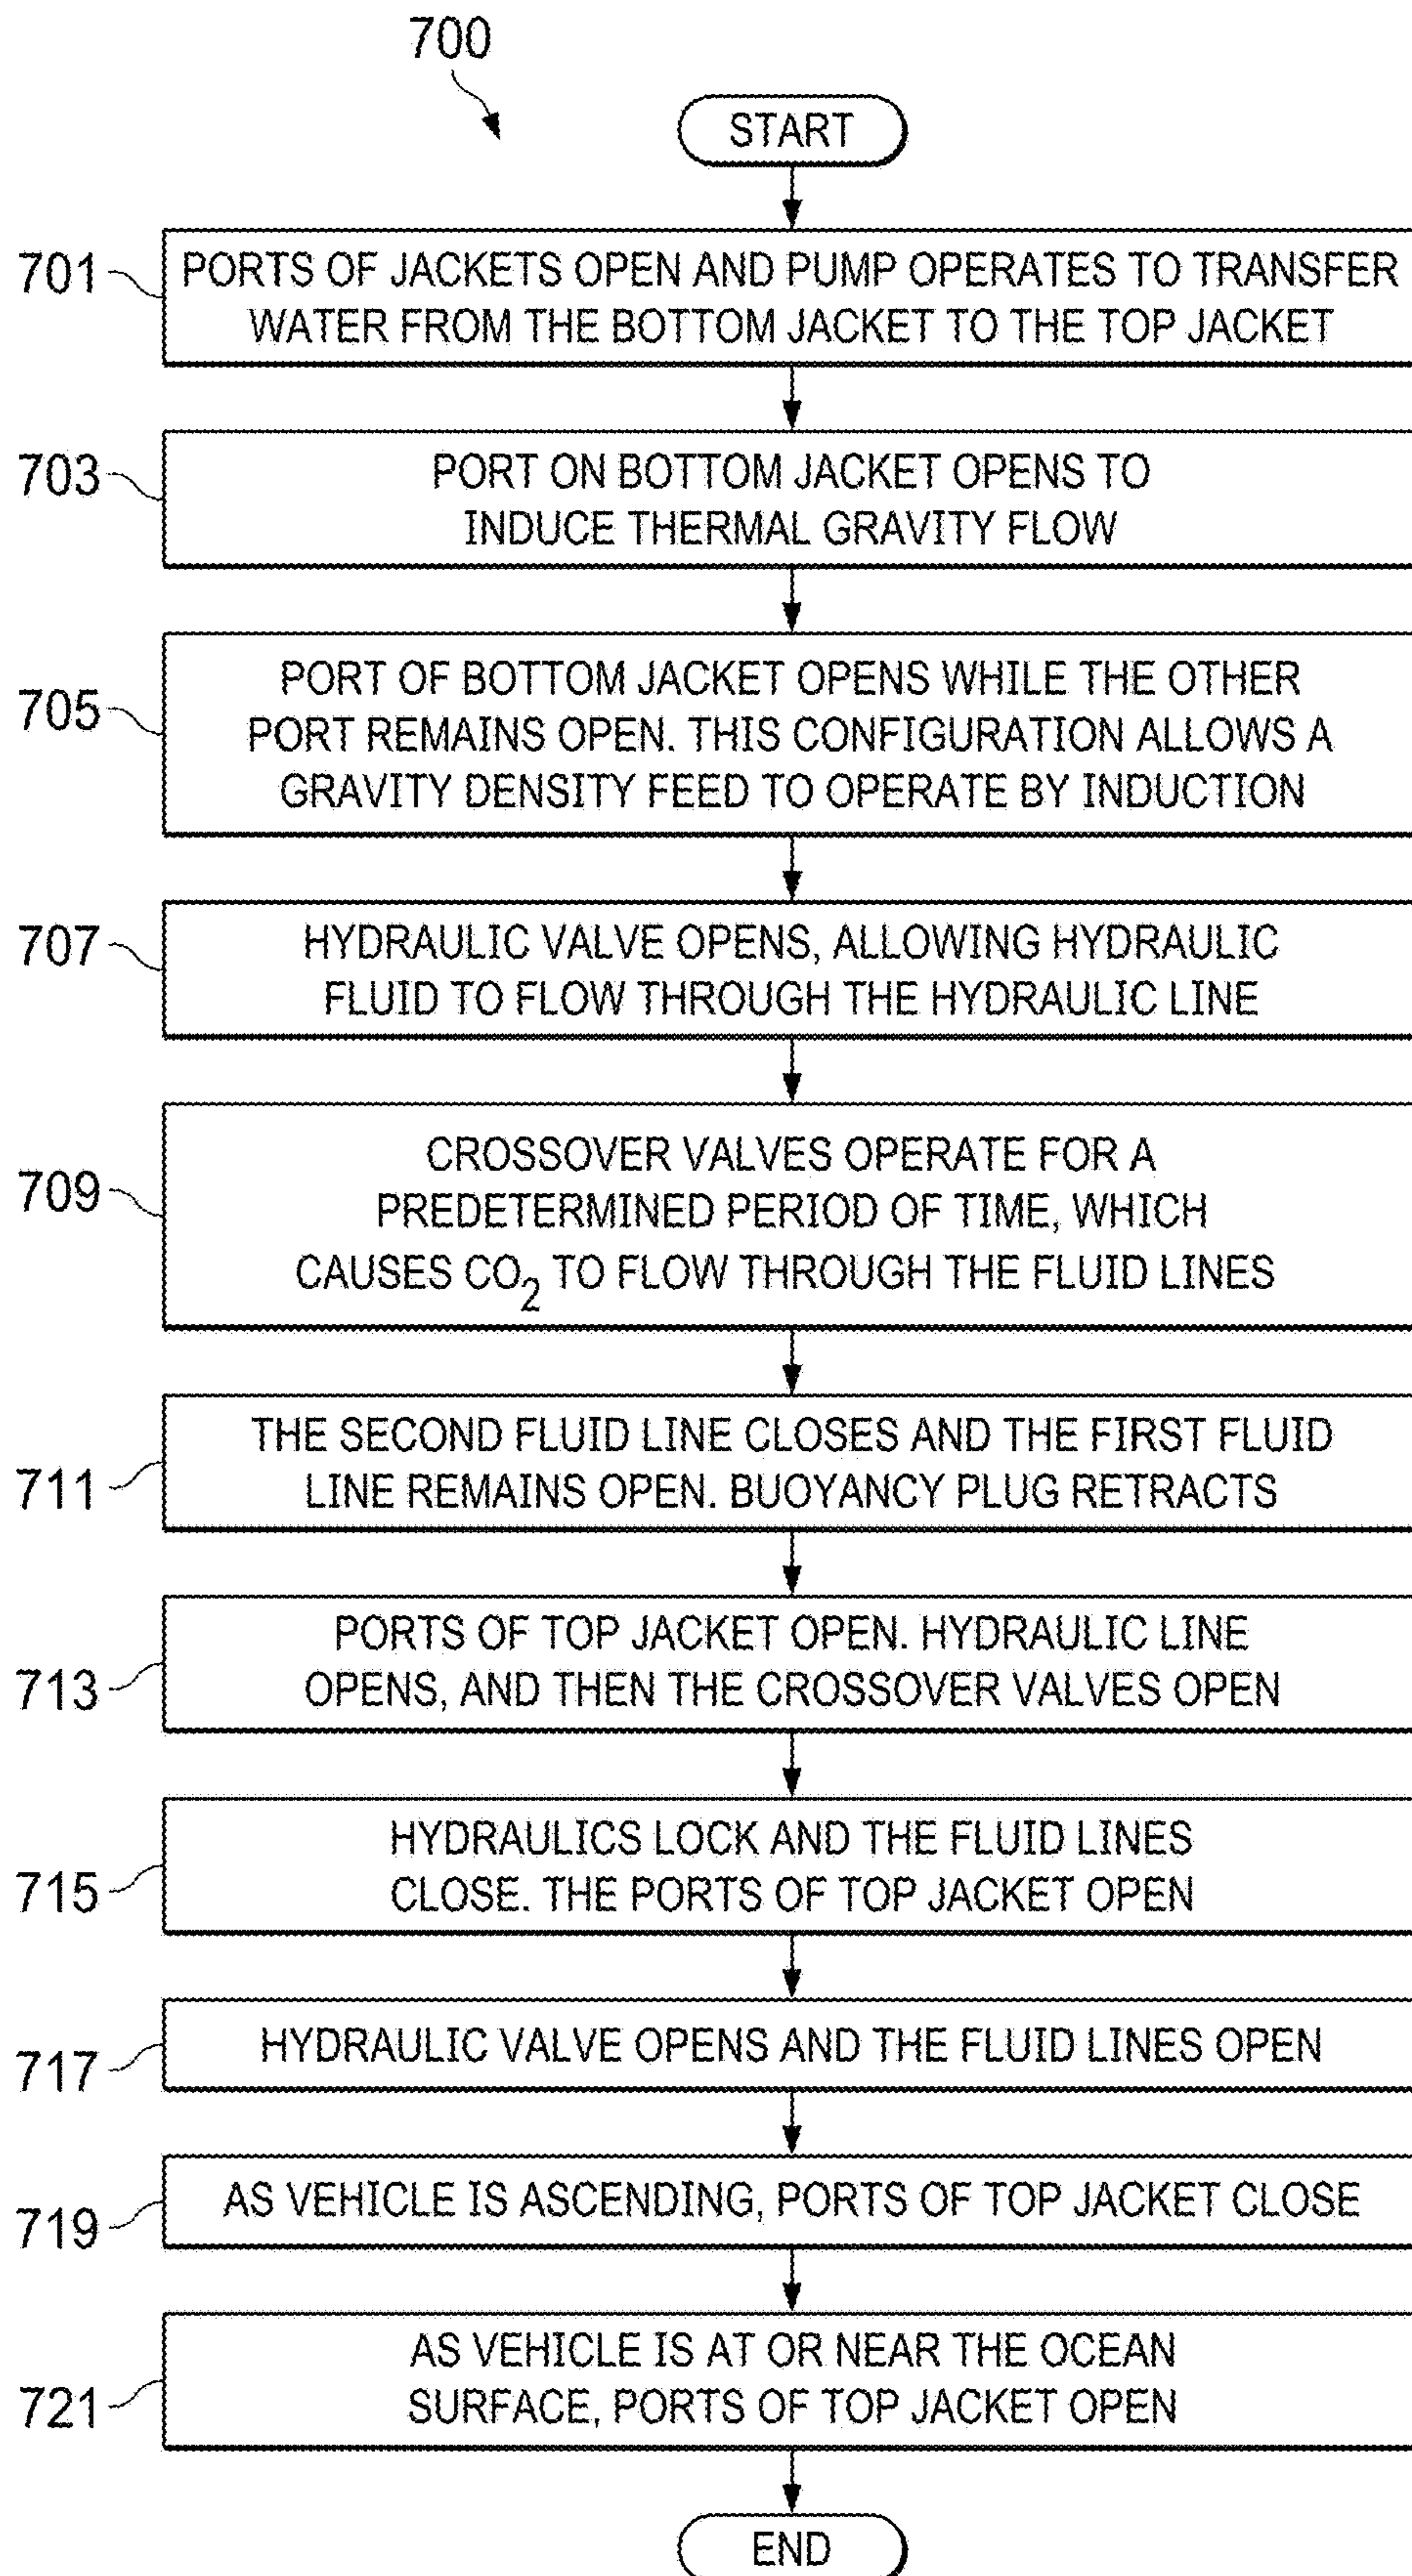 700
START
701
PORTS OF JACKETS OPEN AND PUMP OPERATES TO TRANSFER
WATER FROM THE BOTTOM JACKET TO THE TOP JACKET
703
PORT ON BOTTOM JACKET OPENS TO
INDUCE THERMAL GRAVITY FLOW
705
PORT OF BOTTOM JACKET OPENS WHILE THE OTHER
PORT REMAINS OPEN. THIS CONFIGURATION ALLOWS A
GRAVITY DENSITY FEED TO OPERATE BY INDUCTION
707
HYDRAULIC VALVE OPENS, ALLOWING HYDRAULIC
FLUID TO FLOW THROUGH THE HYDRAULIC LINE
709
CROSSOVER VALVES OPERATE FOR A
PREDETERMINED PERIOD OF TIME, WHICH
CAUSES CO2 TO FLOW THROUGH THE FLUID LINES
711
THE SECOND FLUID LINE CLOSES AND THE FIRST FLUID
LINE REMAINS OPEN. BUOYANCY PLUG RETRACTS
713
PORTS OF TOP JACKET OPEN. HYDRAULIC LINE
OPENS, AND THEN THE CROSSOVER VALVES OPEN
715
HYDRAULICS LOCK AND THE FLUID LINES
CLOSE. THE PORTS OF TOP JACKET OPEN
717
HYDRAULIC VALVE OPENS AND THE FLUID LINES OPEN
719
AS VEHICLE IS ASCENDING, PORTS OF TOP JACKET CLOSE
721
AS VEHICLE IS AT OR NEAR THE OCEAN
SURFACE, PORTS OF TOP JACKET OPEN
END